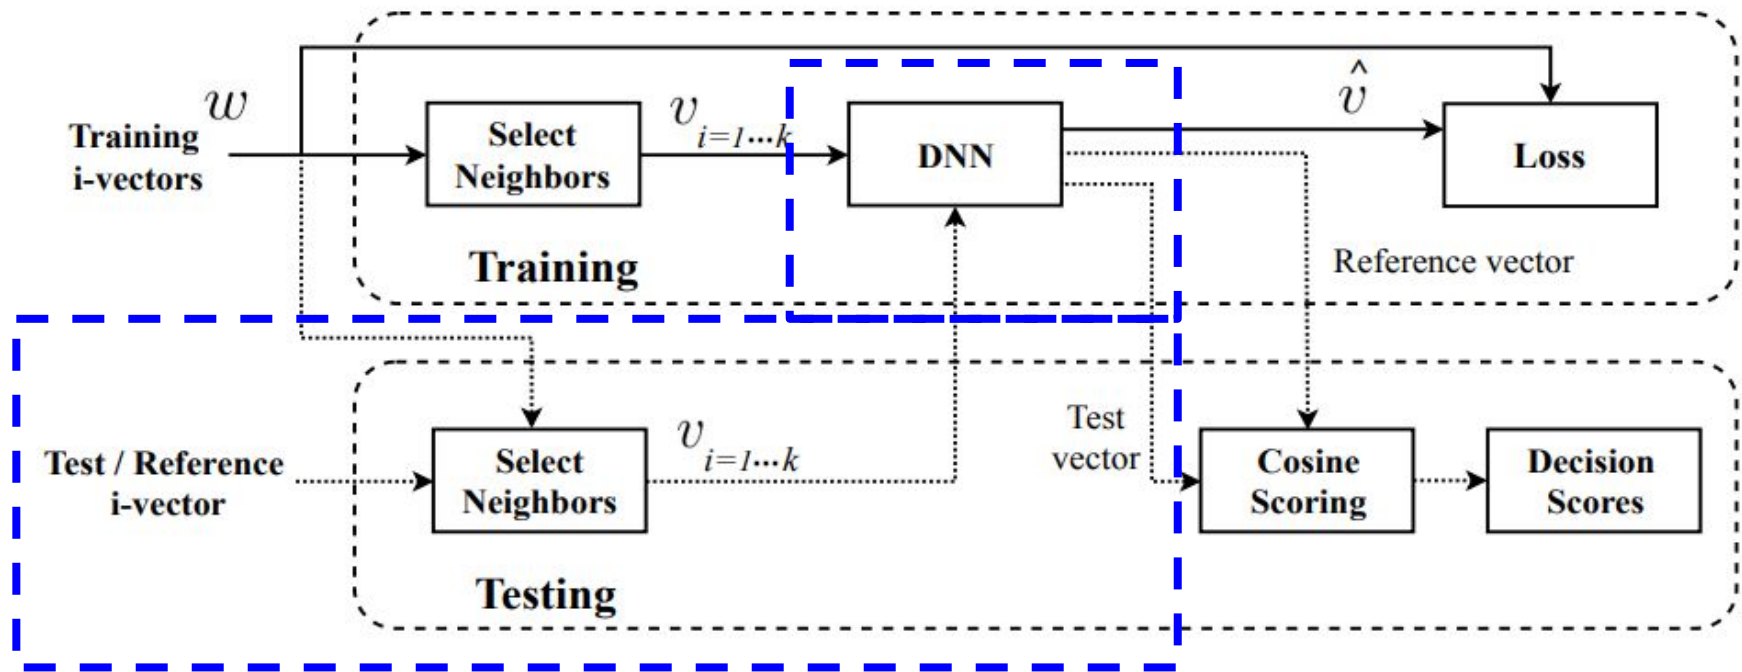 w
Training
i-vectors
Select
Neighbors
v i=1...k
DNN
v̂
Loss
Training
Reference vector
Test / Reference
i-vector
Select
Neighbors
v i=1...k
Test
vector
Cosine
Scoring
Decision
Scores
Testing